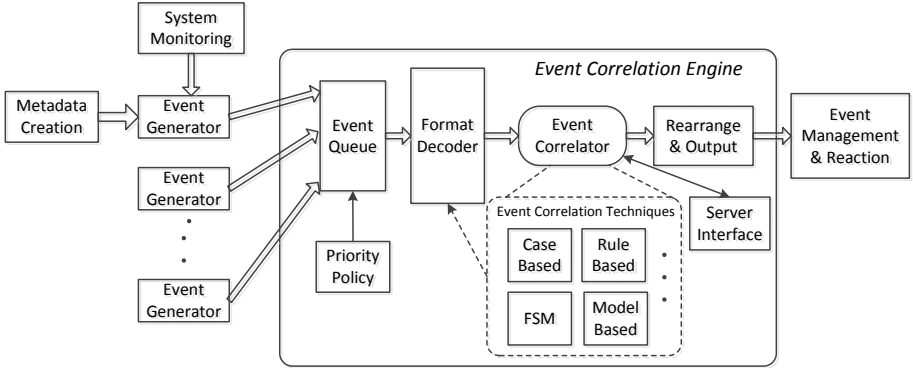 System
Monitoring
Event Correlation Engine
Metadata
Creation
Event
Generator
Event
Queue
Format
Decoder
Event
Correlator
Rearrange
& Output
Event
Management
& Reaction
Event
Generator
Event Correlation Techniques
Server
Interface
Case
Based
Rule
Based
Priority
Policy
Event
Generator
FSM
Model
Based